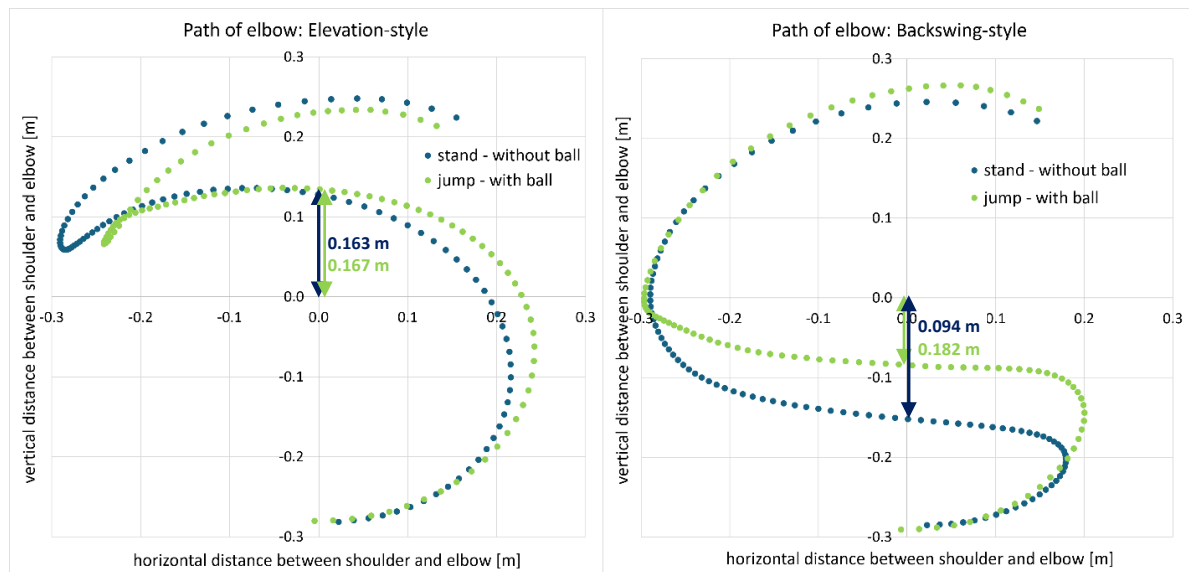 Path of elbow: Elevation-style
0.3
0.2
0.1
0.0
-0.1
-0.2
-0.3
-0.3
-0.2
-0.1
0.0
0.1
0.2
0.3
vertical distance between shoulder and elbow [m]
horizontal distance between shoulder and elbow [m]
stand - without ball
jump - with ball
0.163 m
0.167 m
Path of elbow: Backswing-style
0.3
0.2
0.1
0.0
-0.1
-0.2
-0.3
-0.3
-0.2
-0.1
0.0
0.1
0.2
0.3
vertical distance between shoulder and elbow [m]
horizontal distance between shoulder and elbow [m]
stand - without ball
jump - with ball
0.094 m
0.182 m